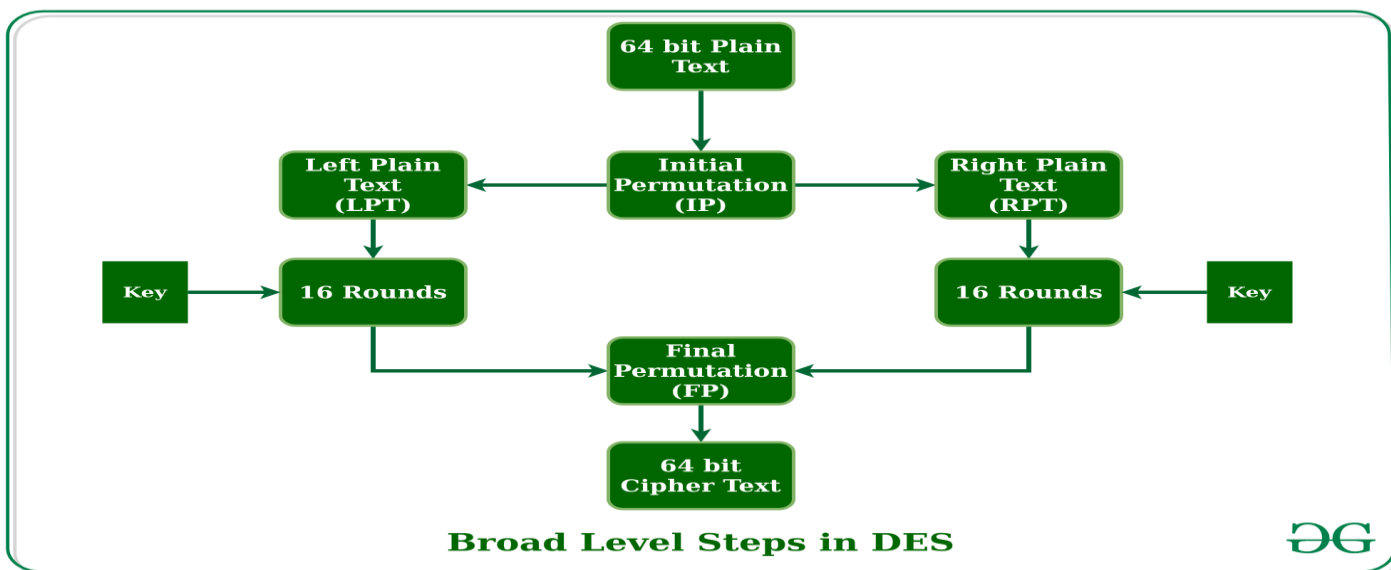 64 bit Plain
Text
Left Plain
Text
(LPT)
Initial
Permutation
(IP)
Right Plain
Text
(RPT)
Key
16 Rounds
16 Rounds
Key
Final
Permutation
(FP)
64 bit
Cipher Text
Broad Level Steps in DES